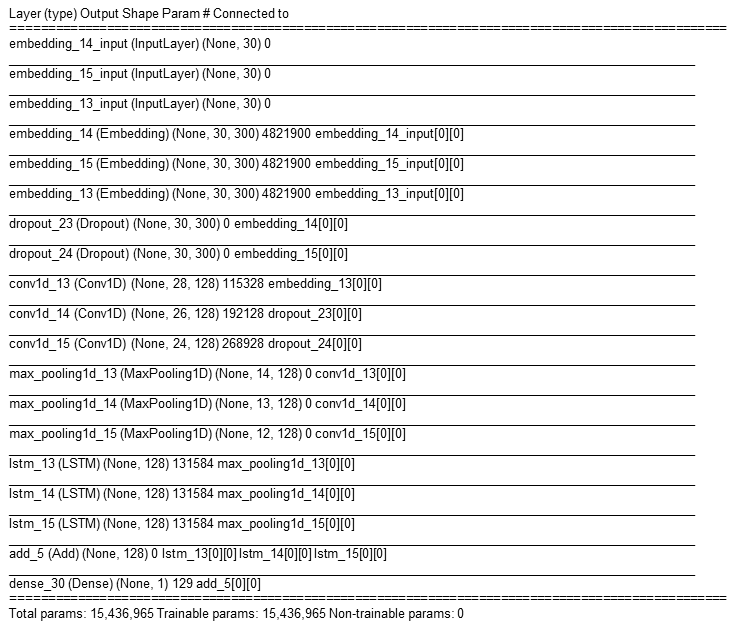 Layer (type) Output Shape Param # Connected to
==================================================================================================
embedding_14_input (InputLayer) (None, 30) 0
__________________________________________________________________________________________________
embedding_15_input (InputLayer) (None, 30) 0
__________________________________________________________________________________________________
embedding_13_input (InputLayer) (None, 30) 0
__________________________________________________________________________________________________
embedding_14 (Embedding) (None, 30, 300) 4821900 embedding_14_input[0][0]
__________________________________________________________________________________________________
embedding_15 (Embedding) (None, 30, 300) 4821900 embedding_15_input[0][0]
__________________________________________________________________________________________________
embedding_13 (Embedding) (None, 30, 300) 4821900 embedding_13_input[0][0]
__________________________________________________________________________________________________
dropout_23 (Dropout) (None, 30, 300) 0 embedding_14[0][0]
__________________________________________________________________________________________________
dropout_24 (Dropout) (None, 30, 300) 0 embedding_15[0][0]
__________________________________________________________________________________________________
conv1d_13 (Conv1D) (None, 28, 128) 115328 embedding_13[0][0]
__________________________________________________________________________________________________
conv1d_14 (Conv1D) (None, 26, 128) 192128 dropout_23[0][0]
__________________________________________________________________________________________________
conv1d_15 (Conv1D) (None, 24, 128) 268928 dropout_24[0][0]
__________________________________________________________________________________________________
max_pooling1d_13 (MaxPooling1D) (None, 14, 128) 0 conv1d_13[0][0]
__________________________________________________________________________________________________
max_pooling1d_14 (MaxPooling1D) (None, 13, 128) 0 conv1d_14[0][0]
__________________________________________________________________________________________________
max_pooling1d_15 (MaxPooling1D) (None, 12, 128) 0 conv1d_15[0][0]
__________________________________________________________________________________________________
lstm_13 (LSTM) (None, 128) 131584 max_pooling1d_13[0][0]
__________________________________________________________________________________________________
lstm_14 (LSTM) (None, 128) 131584 max_pooling1d_14[0][0]
__________________________________________________________________________________________________
lstm_15 (LSTM) (None, 128) 131584 max_pooling1d_15[0][0]
__________________________________________________________________________________________________
add_5 (Add) (None, 128) 0 lstm_13[0][0] lstm_14[0][0] lstm_15[0][0]
__________________________________________________________________________________________________
dense_30 (Dense) (None, 1) 129 add_5[0][0]
==================================================================================================
Total params: 15,436,965 Trainable params: 15,436,965 Non-trainable params: 0